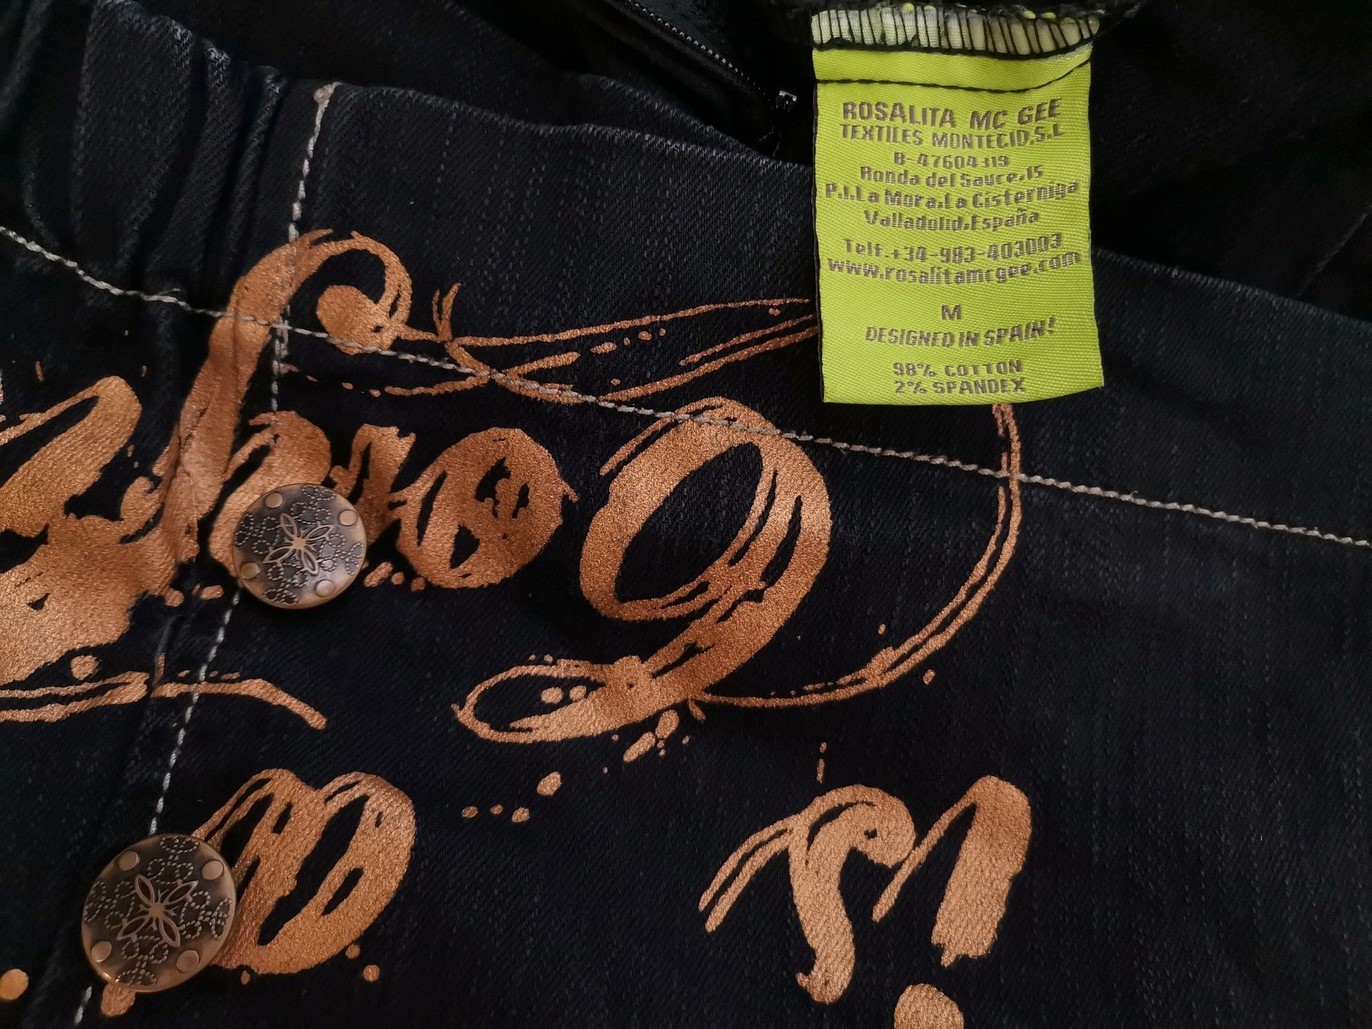 ROSALITA MC GEE
TEXTILES MONTECID.S.L
B-47604319
Ronda del Sauce,15
P.I.La Mora.La Cisterniga
Valladolid.España
Telf.+34-983-403003
www.rosalitamcgee.com
M
DESIGNED IN SPAIN!
98% COTTON
2% SPANDEX